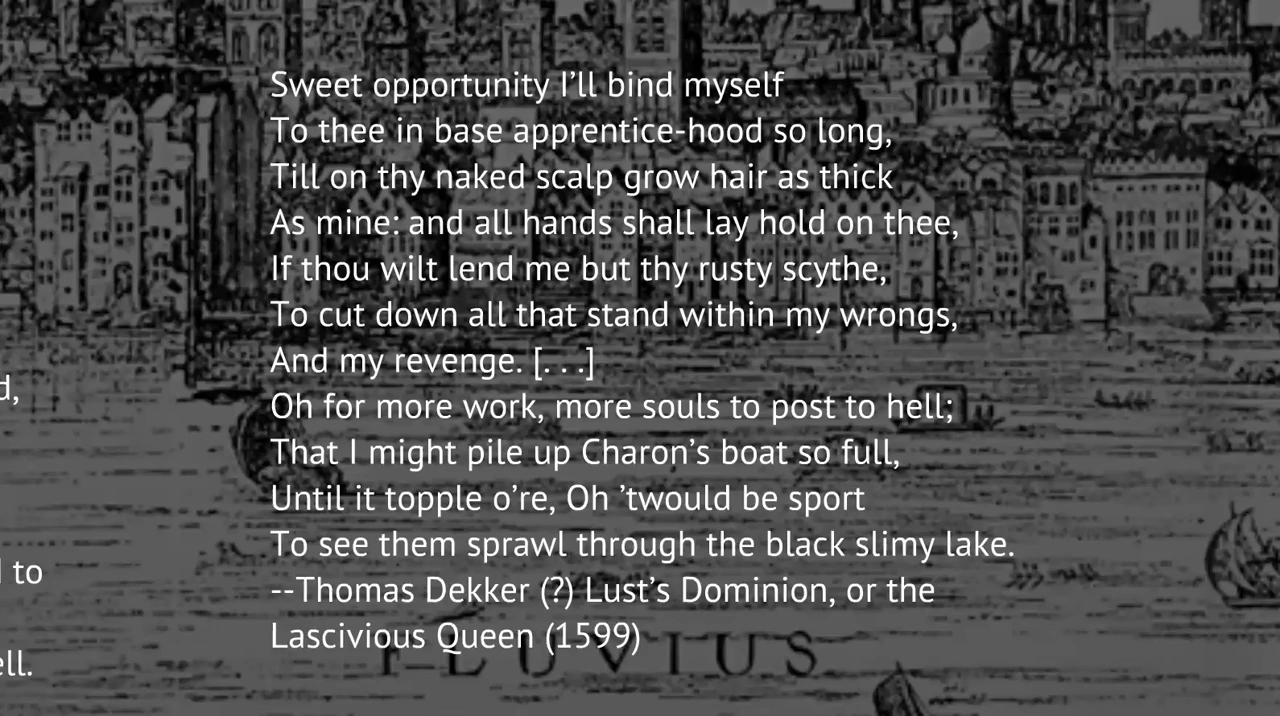 Sweet opportunity I’ll bind myself
To thee in base apprentice-hood so long,
Till on thy naked scalp grow hair as thick
As mine: and all hands shall lay hold on thee,
If thou wilt lend me but thy rusty scythe,
To cut down all that stand within my wrongs,
And my revenge. [. . .]
d,
Oh for more work, more souls to post to hell;
That I might pile up Charon’s boat so full,
Until it topple o’re, Oh ’twould be sport
To see them sprawl through the black slimy lake.
to
--Thomas Dekker (?) Lust’s Dominion, or the
Lascivious Queen (1599)
ell.
FLUVIUS